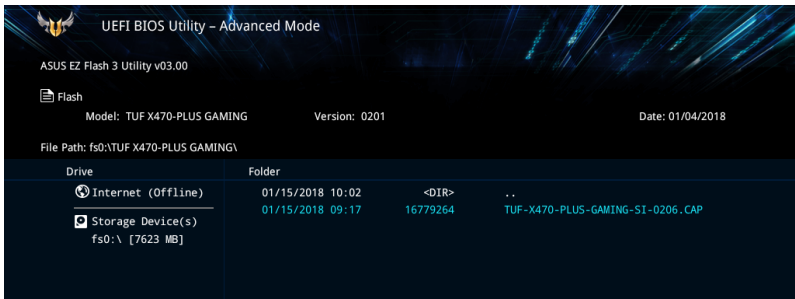 UEFI BIOS Utility – Advanced Mode
ASUS EZ Flash 3 Utility v03.00
Flash
Model: TUF X470-PLUS GAMING Version: 0201 Date: 01/04/2018
File Path: fs0:\TUF X470-PLUS GAMING\
Drive Folder
Internet (Offline) 01/15/2018 10:02 <DIR> ..
01/15/2018 09:17 16779264 TUF-X470-PLUS-GAMING-SI-0206.CAP
Storage Device(s)
fs0:\ [7623 MB]